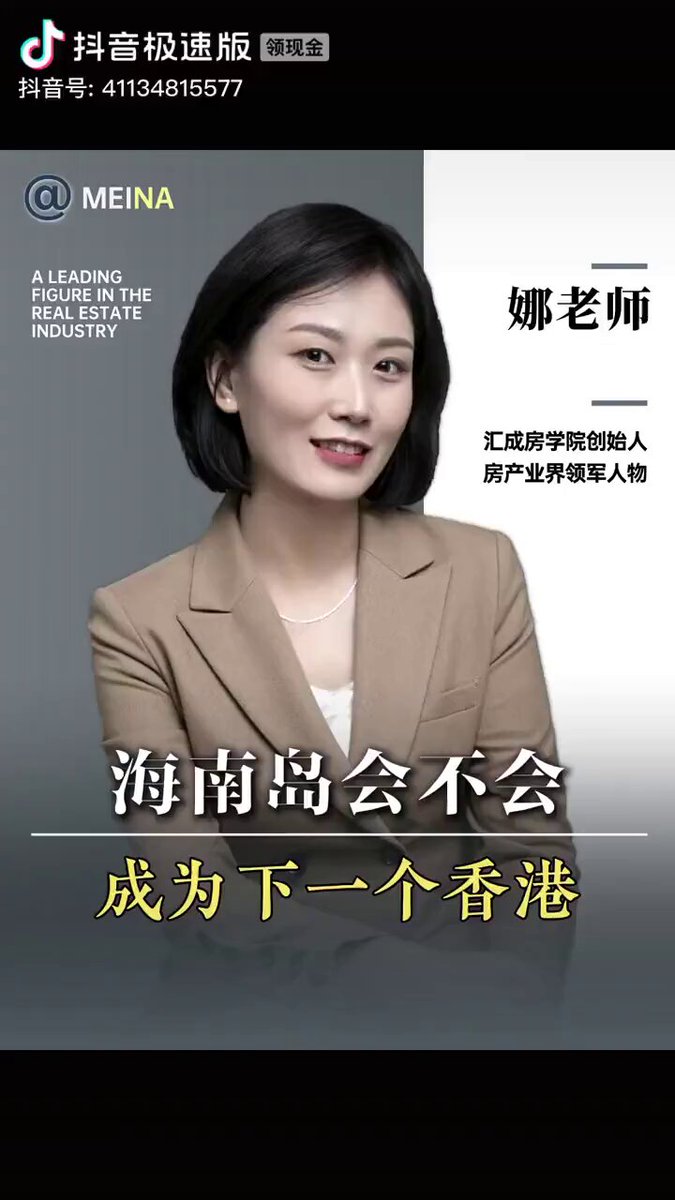 抖音极速版 领现金
抖音号: 41134815577
@ MEINA
A LEADING
FIGURE IN THE
REAL ESTATE
INDUSTRY
娜老师
汇成房学院创始人
房产业界领军人物
海南岛会不会
成为下一个香港